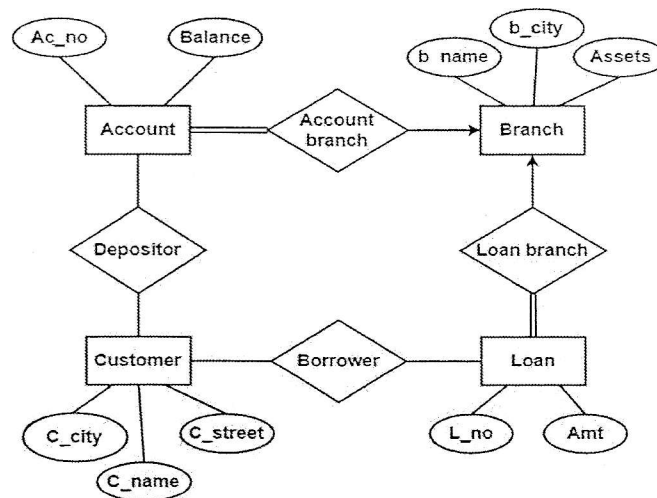 b_city
Ac_no
Balance
b_name
Assets
Account
Account
branch
Branch
Depositor
Loan branch
Customer
Borrower
Loan
C_city
C_street
L_no
Amt
C_name